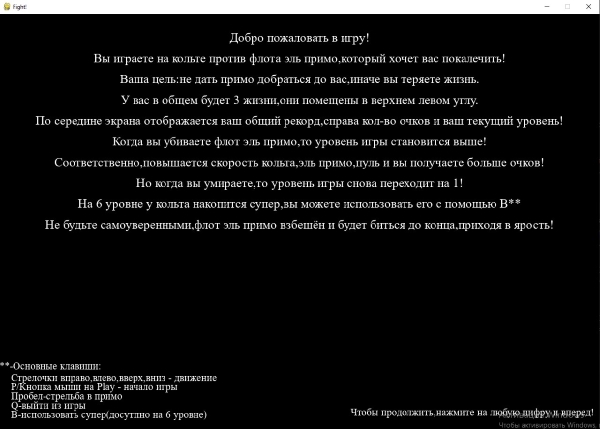 Fight!
Добро пожаловать в игру!
Вы играете на кольте против флота эль примо,который хочет вас покалечить!
Ваша цель:не дать примо добраться до вас,иначе вы теряете жизнь.
У вас в общем будет 3 жизни,они помещены в верхнем левом углу.
По середине экрана отображается ваш общий рекорд,справа кол-во очков и ваш текущий уровень!
Когда вы убиваете флот эль примо,то уровень игры становится выше!
Соответственно,повышается скорость кольта,эль примо,пуль и вы получаете больше очков!
Но когда вы умираете,то уровень игры снова переходит на 1!
На 6 уровне у кольта накопится супер,вы можете использовать его с помощью B**
Не будьте самоуверенными,флот эль примо взбешён и будет биться до конца,приходя в ярость!
**-Основные клавиши:
Стрелочки вправо,влево,вверх,вниз - движение
P/Кнопка мыши на Play - начало игры
Пробел-стрельба в примо
Q-выйти из игры
B-использовать супер(досутпно на 6 уровне)
Чтобы продолжить,нажмите на любую цифру и вперед!
Чтобы активировать Windows,